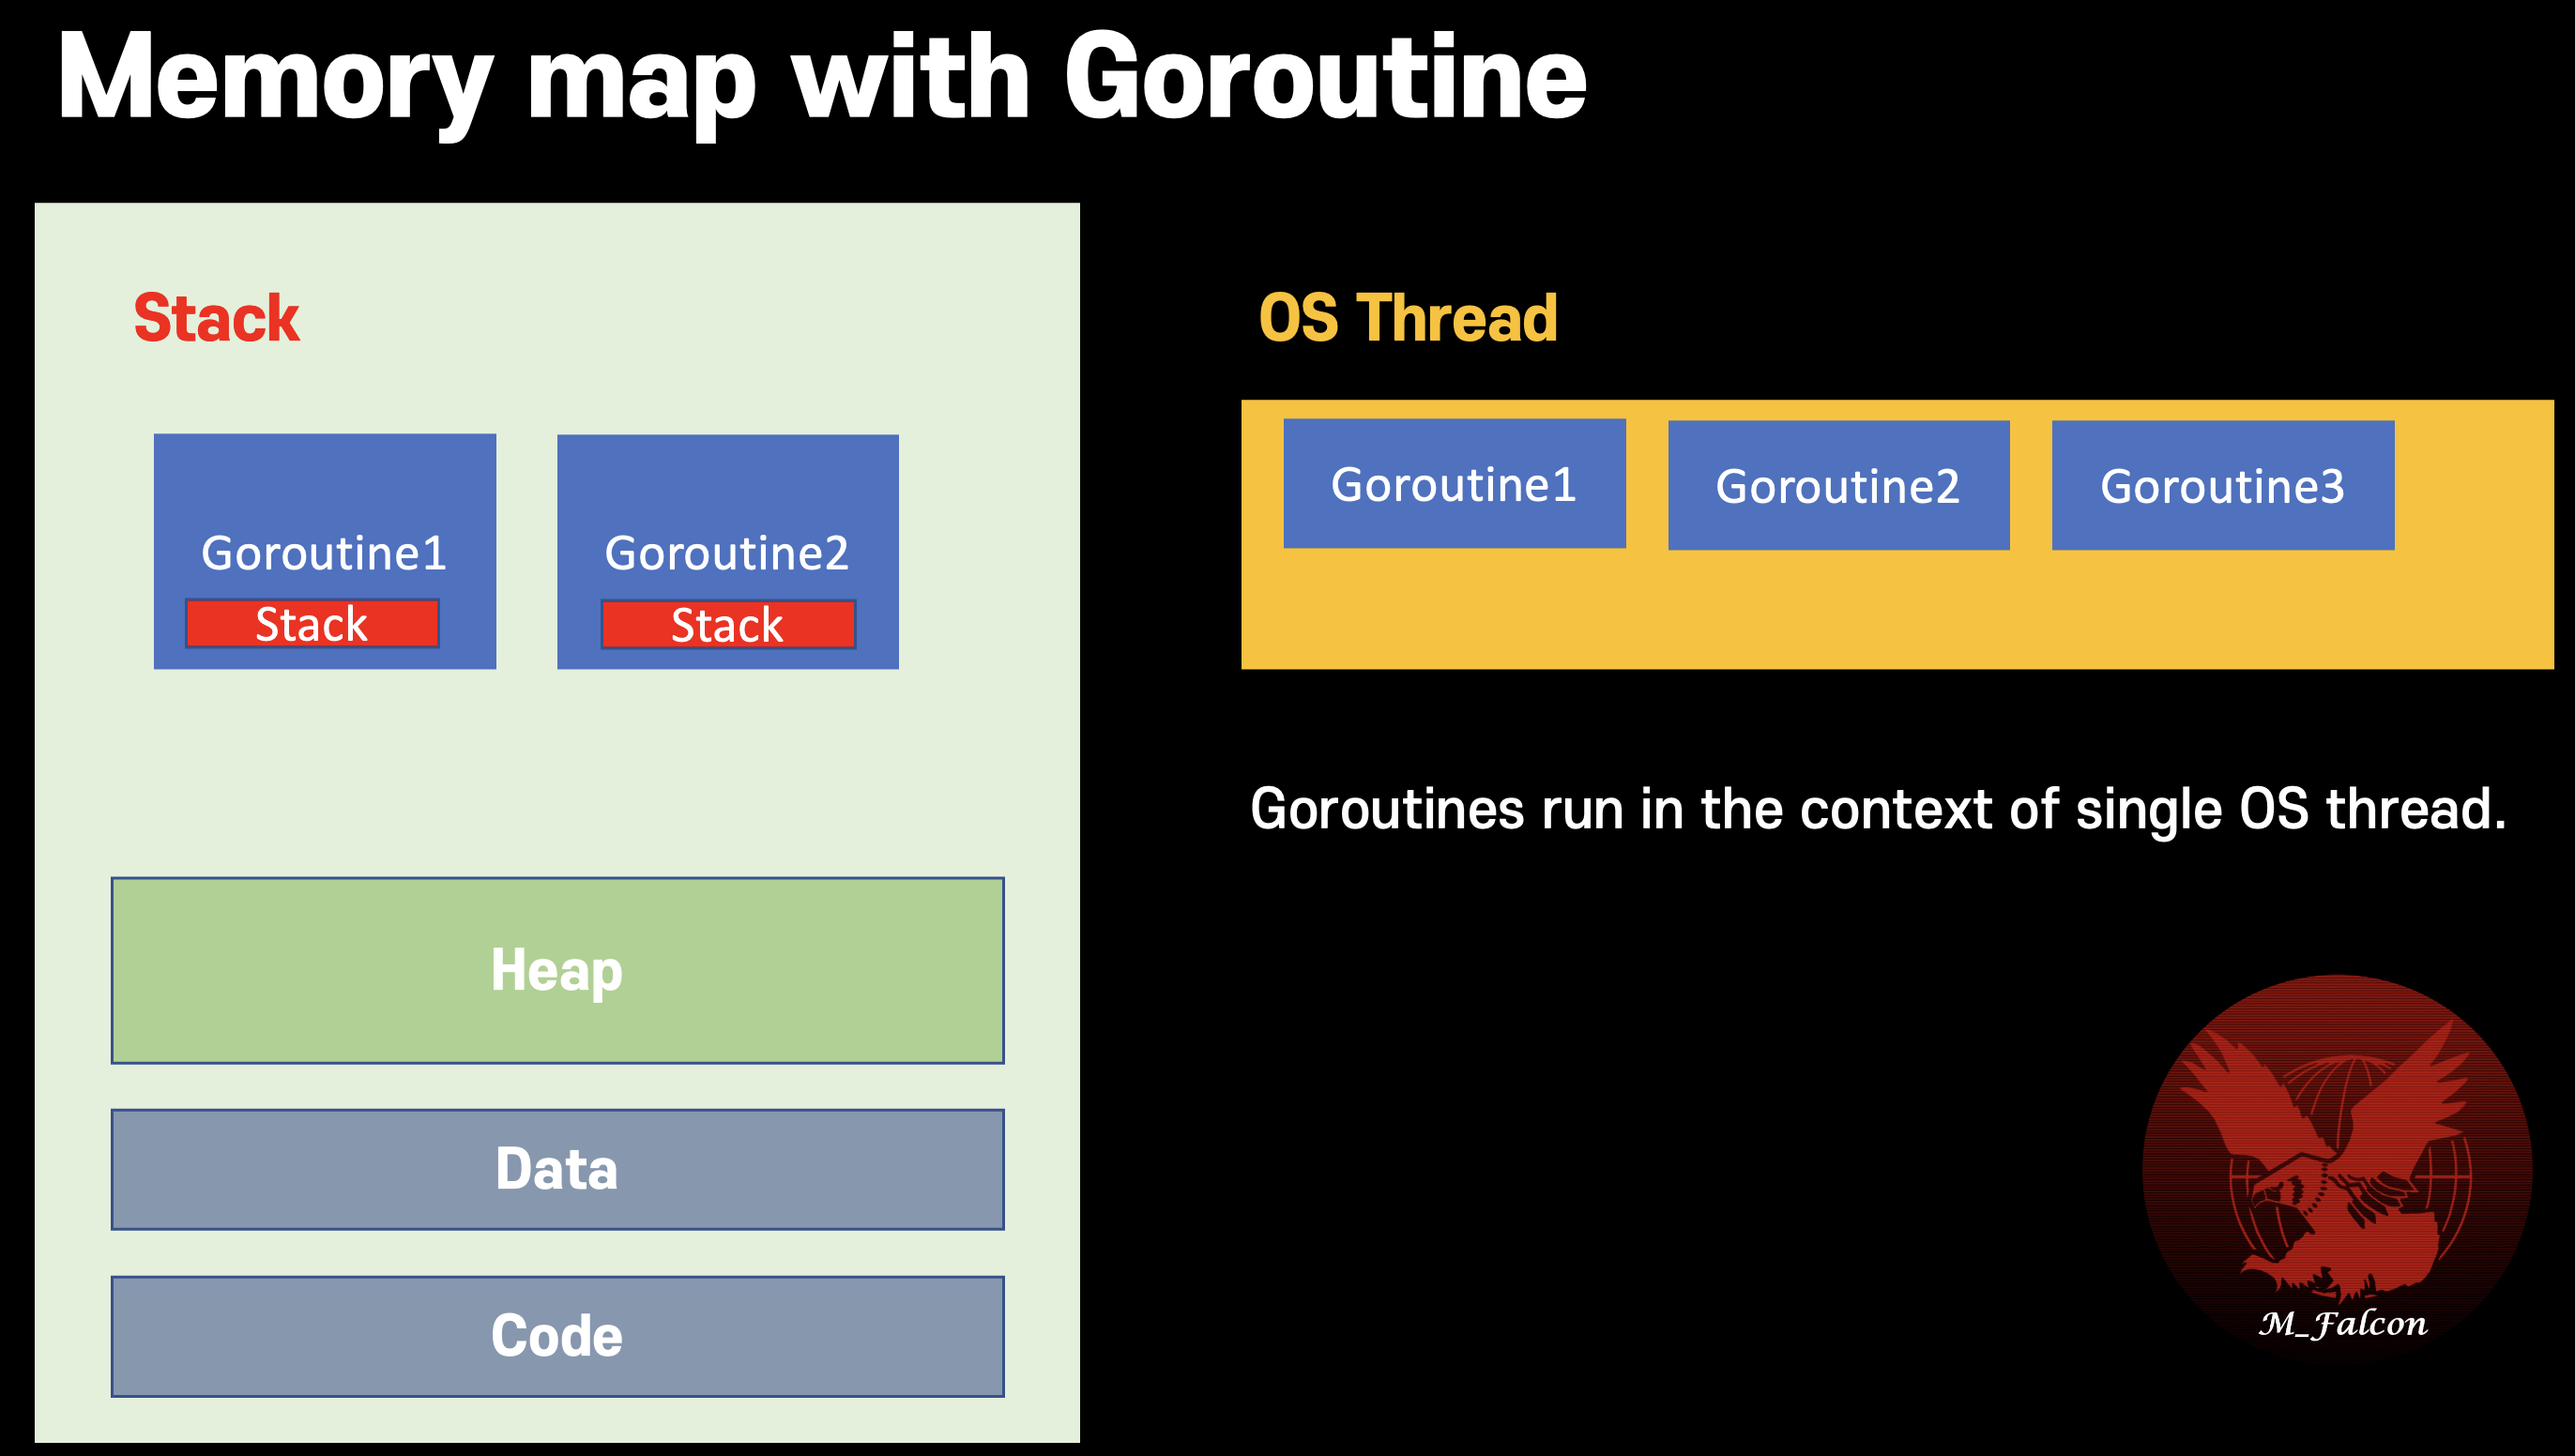 Memory map with Goroutine
Stack
Goroutine1
Stack
Goroutine2
Stack
Heap
Data
Code
OS Thread
Goroutine1
Goroutine2
Goroutine3
Goroutines run in the context of single OS thread.
M_Falcon